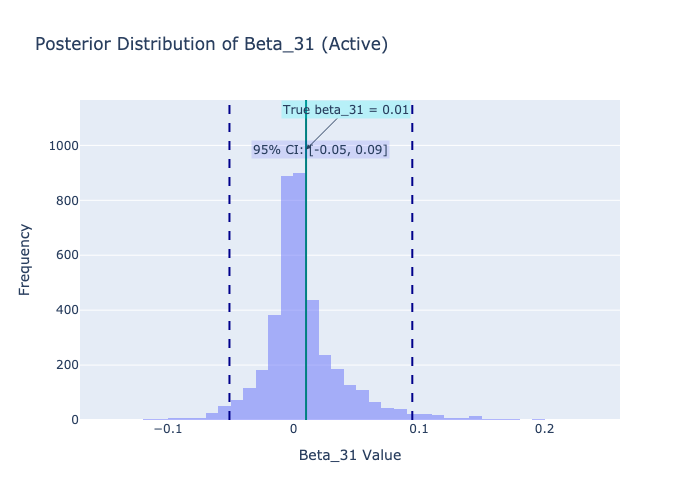 Posterior Distribution of Beta_31 (Active)
True beta_31 = 0.01
95% CI: [-0.05, 0.09]
Frequency
1000
800
600
400
200
0
−0.1
0
0.1
0.2
Beta_31 Value